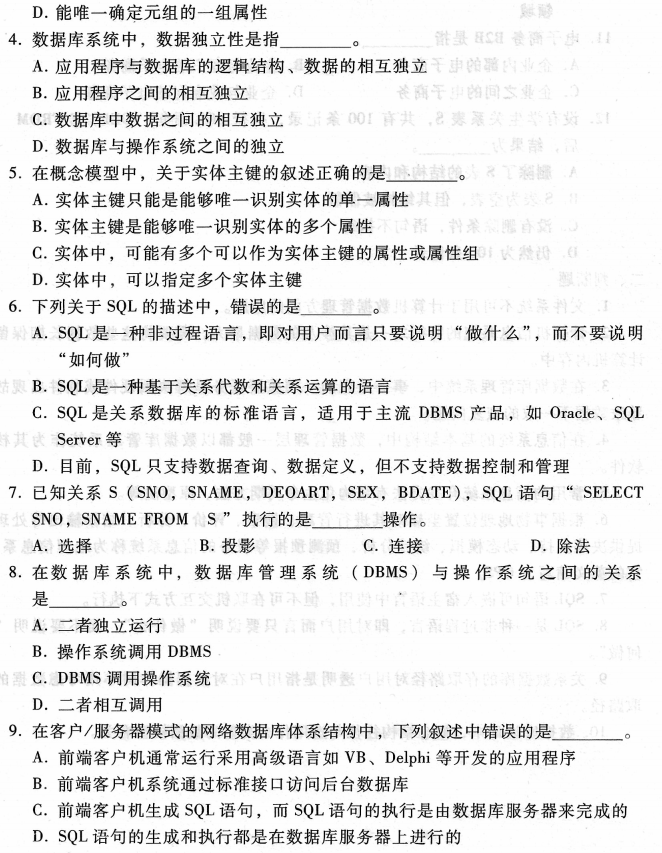 D. 能唯一确定元组的一组属性
4. 数据库系统中，数据独立性是指________。
A. 应用程序与数据库的逻辑结构、数据的相互独立
B. 应用程序之间的相互独立
C. 数据库中数据之间的相互独立
D. 数据库与操作系统之间的独立
5. 在概念模型中，关于实体主键的叙述正确的是________。
A. 实体主键只能是能够唯一识别实体的单一属性
B. 实体主键是能够唯一识别实体的多个属性
C. 实体中，可能有多个可以作为实体主键的属性或属性组
D. 实体中，可以指定多个实体主键
6. 下列关于 SQL 的描述中，错误的是________。
A. SQL 是一种非过程语言，即对用户而言只要说明“做什么”，而不要说明
“如何做”
B. SQL 是一种基于关系代数和关系运算的语言
C. SQL 是关系数据库的标准语言，适用于主流 DBMS 产品，如 Oracle、SQL
Server 等
D. 目前，SQL 只支持数据查询、数据定义，但不支持数据控制和管理
7. 已知关系 S（SNO，SNAME，DEOART，SEX，BDATE），SQL 语句“SELECT
SNO，SNAME FROM S”执行的是________操作。
A. 选择 B. 投影 C. 连接 D. 除法
8. 在数据库系统中，数据库管理系统（DBMS）与操作系统之间的关系
是________。
A. 二者独立运行
B. 操作系统调用 DBMS
C. DBMS 调用操作系统
D. 二者相互调用
9. 在客户/服务器模式的网络数据库体系结构中，下列叙述中错误的是________。
A. 前端客户机通常运行采用高级语言如 VB、Delphi 等开发的应用程序
B. 前端客户机系统通过标准接口访问后台数据库
C. 前端客户机生成 SQL 语句，而 SQL 语句的执行是由数据库服务器来完成的
D. SQL 语句的生成和执行都是在数据库服务器上进行的